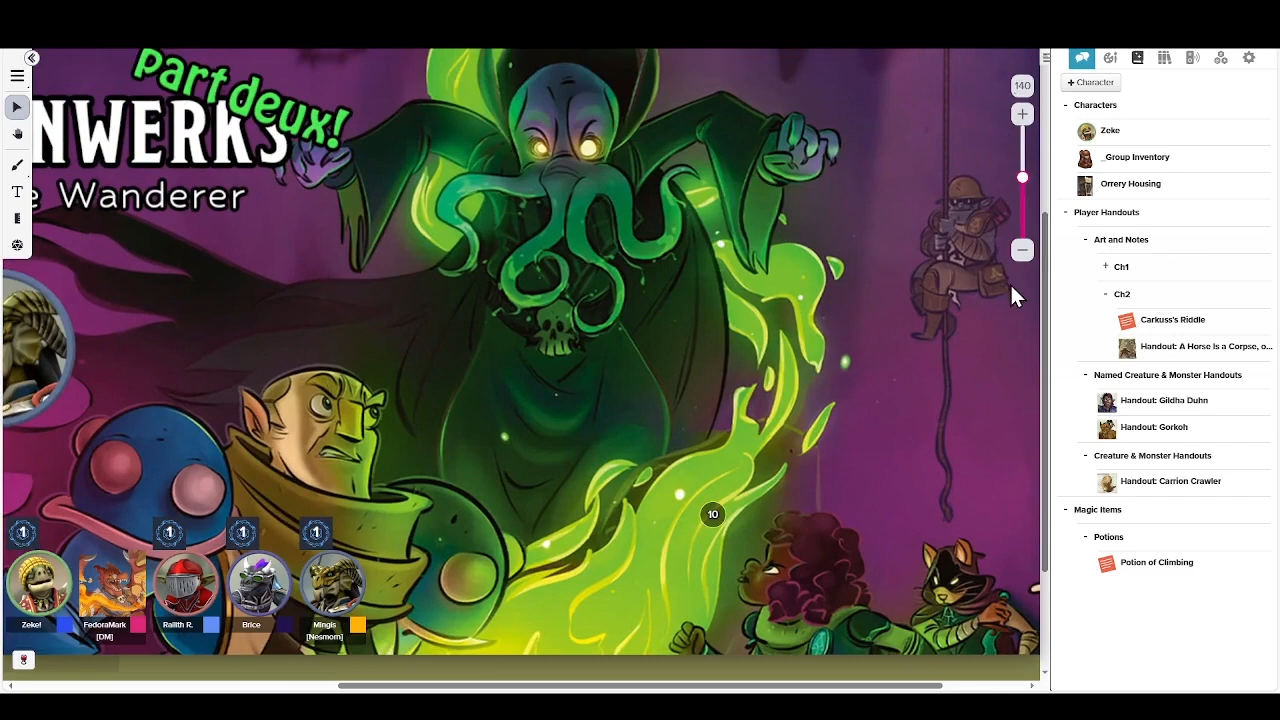 part deux!
NWERKS
e Wanderer
140
+ Character
- Characters
Zeke
_Group Inventory
Orrery Housing
- Player Handouts
- Art and Notes
+ Ch1
- Ch2
Carkuss's Riddle
Handout: A Horse Is a Corpse, o...
- Named Creature & Monster Handouts
Handout: Gildha Duhn
Handout: Gorkoh
- Creature & Monster Handouts
Handout: Carrion Crawler
- Magic Items
- Potions
Potion of Climbing
10
1 1 1 1
Zeke!
FedoraMark
[DM]
Ralith R.
Brice
Mingis
[Nesmom]